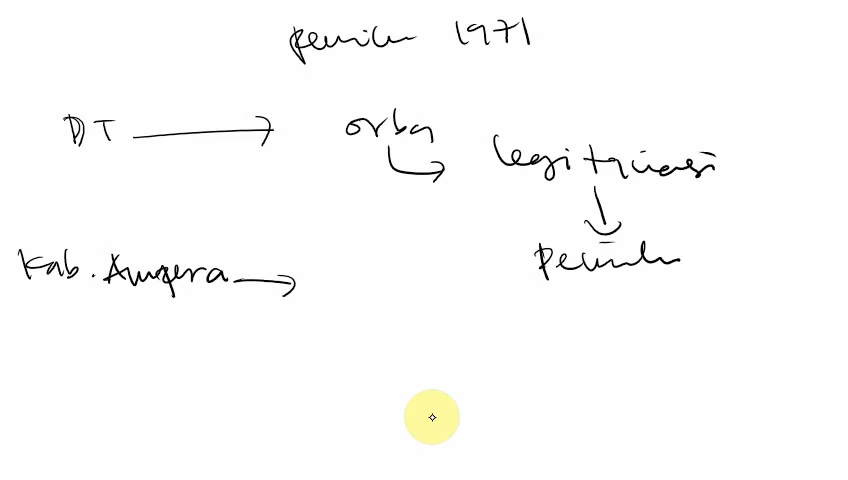 Pemilu 1971
DT → orba
legitimasi
Pemilu
Kab. Ampera →